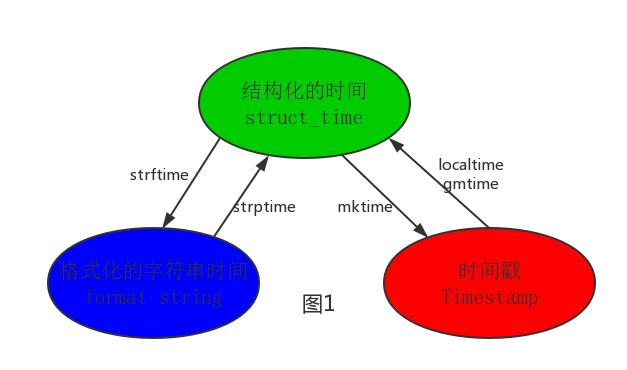 结构化的时间
struct_time
strftime
strptime
mktime
localtime
gmtime
格式化的字符串时间
format string
时间戳
Timestamp
图1